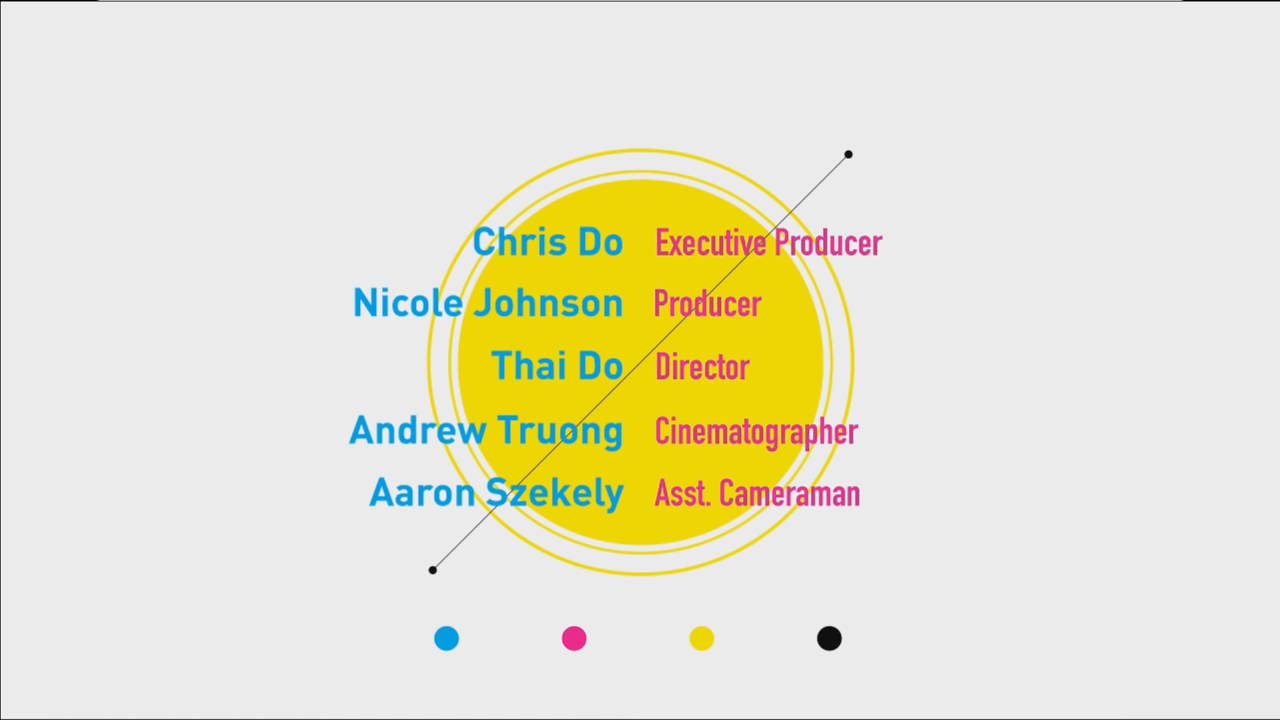 Chris Do Executive Producer
Nicole Johnson Producer
Thai Do Director
Andrew Truong Cinematographer
Aaron Szekely Asst. Cameraman